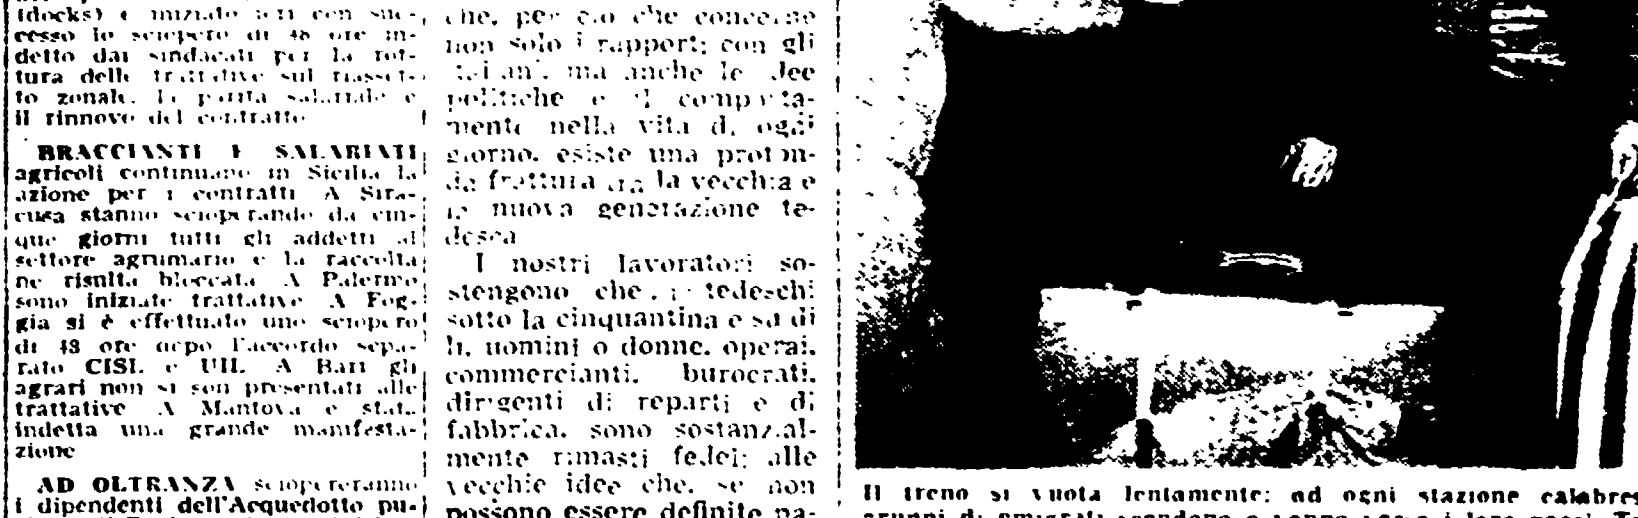 (docks) è iniziato ieri con suc-
cesso lo sciopero di 48 ore in-
detto dai sindacati per la rot-
tura delle trattative sul riasset-
to zonale, la parità salariale e
il rinnovo del contratto
BRACCIANTI E SALARIATI
agricoli continuano in Sicilia la
azione per i contratti A Sira-
cusa stanno scioperando da cin-
que giorni tutti gli addetti al
settore agrumario e la raccolta
ne risulta bloccata A Palermo
sono iniziate trattative A Fog-
gia si è effettuato uno sciopero
di 48 ore dopo l'accordo sepa-
rato CISL e UIL A Bari gli
agrari non si son presentati alle
trattative A Mantova è stata
indetta una grande manifesta-
zione
AD OLTRANZA sciopereranno
i dipendenti dell'Acquedotto pu-
che, per ciò che concerne
non solo i rapporti con gli
ma anche le idee
politiche e il comporta-
mento nella vita di ogni
giorno, esiste una profon-
da frattura tra la vecchia e
la nuova generazione te-
desca
I nostri lavoratori so-
stengono che i tedeschi
sotto la cinquantina e su di
lì, uomini o donne, operai,
commercianti, burocrati,
dirigenti di reparti e di
fabbrica, sono sostanzial-
mente rimasti fedeli alle
vecchie idee che, se non
possono essere definite na-
Il treno si vuota lentamente: ad ogni stazione calabres
gruppi di emigrati scendono